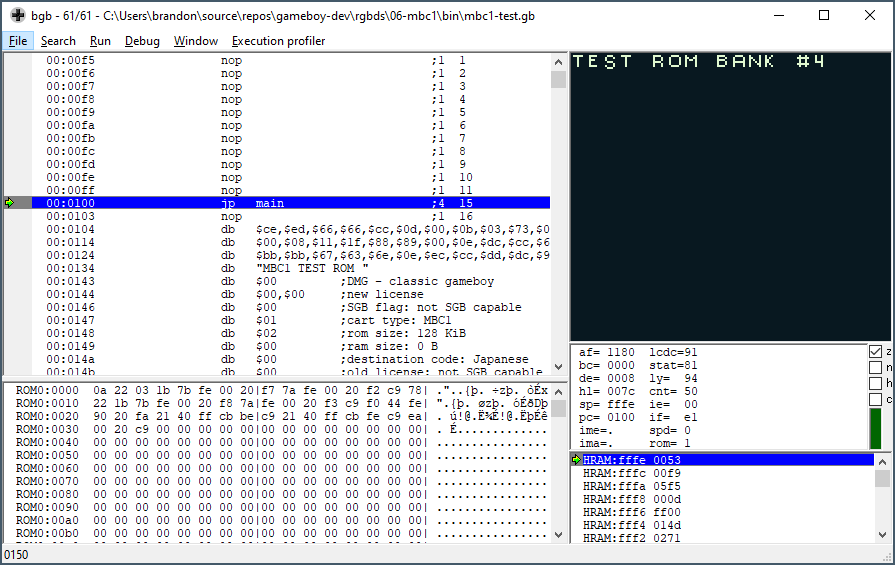 bgb - 61/61 - C:\Users\brandon\source\repos\gameboy-dev\rgbds\06-mbc1\bin\mbc1-test.gb
File Search Run Debug Window Execution profiler
00:00f5 nop ;1 1
00:00f6 nop ;1 2
00:00f7 nop ;1 3
00:00f8 nop ;1 4
00:00f9 nop ;1 5
00:00fa nop ;1 6
00:00fb nop ;1 7
00:00fc nop ;1 8
00:00fd nop ;1 9
00:00fe nop ;1 10
00:00ff nop ;1 11
00:0100 jp main ;4 15
00:0103 nop ;1 16
00:0104 db $ce,$ed,$66,$66,$cc,$0d,$00,$0b,$03,$73,$0
00:0114 db $00,$08,$11,$1f,$88,$89,$00,$0e,$dc,$cc,$6
00:0124 db $bb,$bb,$67,$63,$6e,$0e,$ec,$cc,$dd,$dc,$9
00:0134 db "MBC1 TEST ROM "
00:0143 db $00 ;DMG - classic gameboy
00:0144 db $00,$00 ;new license
00:0146 db $00 ;SGB flag: not SGB capable
00:0147 db $01 ;cart type: MBC1
00:0148 db $02 ;rom size: 128 KiB
00:0149 db $00 ;ram size: 0 B
00:014a db $00 ;destination code: Japanese
00:014b db $00 ;old license: not SGB capable
TEST ROM BANK #4
af= 1180 lcdc=91
bc= 0000 stat=81
de= 0008 ly= 94
hl= 007c cnt= 50
sp= fffe ie= 00
pc= 0100 if= e1
ime=. spd= 0
ima=. rom= 1
z
n
h
c
ROM0:0000 0a 22 03 1b 7b fe 00 20|f7 7a fe 00 20 f2 c9 78| ."..{þ. ÷zþ. òÉx
ROM0:0010 22 1b 7b fe 00 20 f8 7a|fe 00 20 f3 c9 f0 44 fe| ".{þ. øzþ. óÉðDþ
ROM0:0020 90 20 fa 21 40 ff cb be|c9 21 40 ff cb fe c9 ea| . ú!@.Ë¾É!@.ËþÉê
ROM0:0030 00 20 c9 00 00 00 00 00|00 00 00 00 00 00 00 00| . É.............
ROM0:0040 00 00 00 00 00 00 00 00|00 00 00 00 00 00 00 00| ................
ROM0:0050 00 00 00 00 00 00 00 00|00 00 00 00 00 00 00 00| ................
ROM0:0060 00 00 00 00 00 00 00 00|00 00 00 00 00 00 00 00| ................
ROM0:0070 00 00 00 00 00 00 00 00|00 00 00 00 00 00 00 00| ................
ROM0:0080 00 00 00 00 00 00 00 00|00 00 00 00 00 00 00 00| ................
ROM0:0090 00 00 00 00 00 00 00 00|00 00 00 00 00 00 00 00| ................
ROM0:00a0 00 00 00 00 00 00 00 00|00 00 00 00 00 00 00 00| ................
ROM0:00b0 00 00 00 00 00 00 00 00|00 00 00 00 00 00 00 00| ................
HRAM:fffe 0053
HRAM:fffc 00f9
HRAM:fffa 05f5
HRAM:fff8 000d
HRAM:fff6 ff00
HRAM:fff4 014d
HRAM:fff2 0271
0150